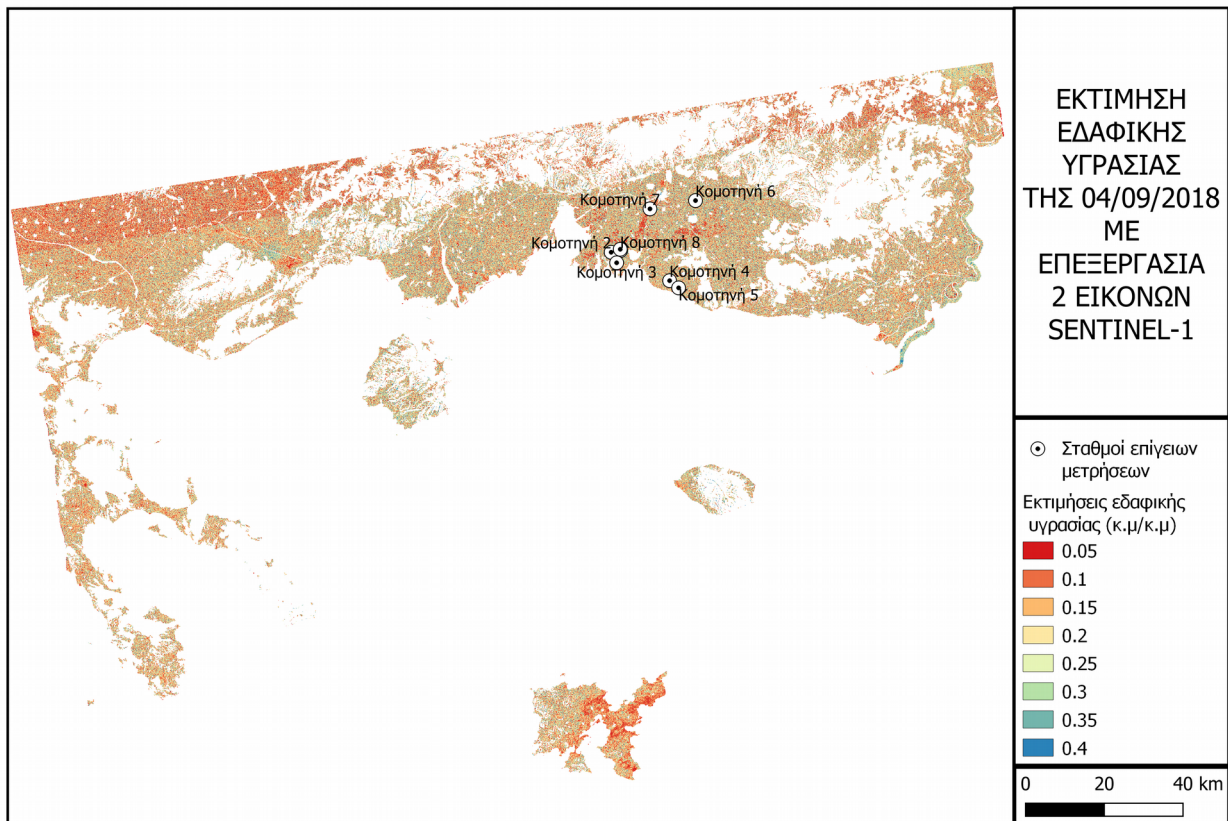 ΕΚΤΙΜΗΣΗ
ΕΔΑΦΙΚΗΣ
ΥΓΡΑΣΙΑΣ
ΤΗΣ 04/09/2018
ΜΕ
ΕΠΕΞΕΡΓΑΣΙΑ
2 ΕΙΚΟΝΩΝ
SENTINEL-1
Κομοτηνή 6
Κομοτηνή 7
Κομοτηνή 2
Κομοτηνή 8
Κομοτηνή 3
Κομοτηνή 4
Κομοτηνή 5
Σταθμοί επίγειων
μετρήσεων
Εκτιμήσεις εδαφικής
υγρασίας (κ.μ/κ.μ)
0.05
0.1
0.15
0.2
0.25
0.3
0.35
0.4
0 20 40 km